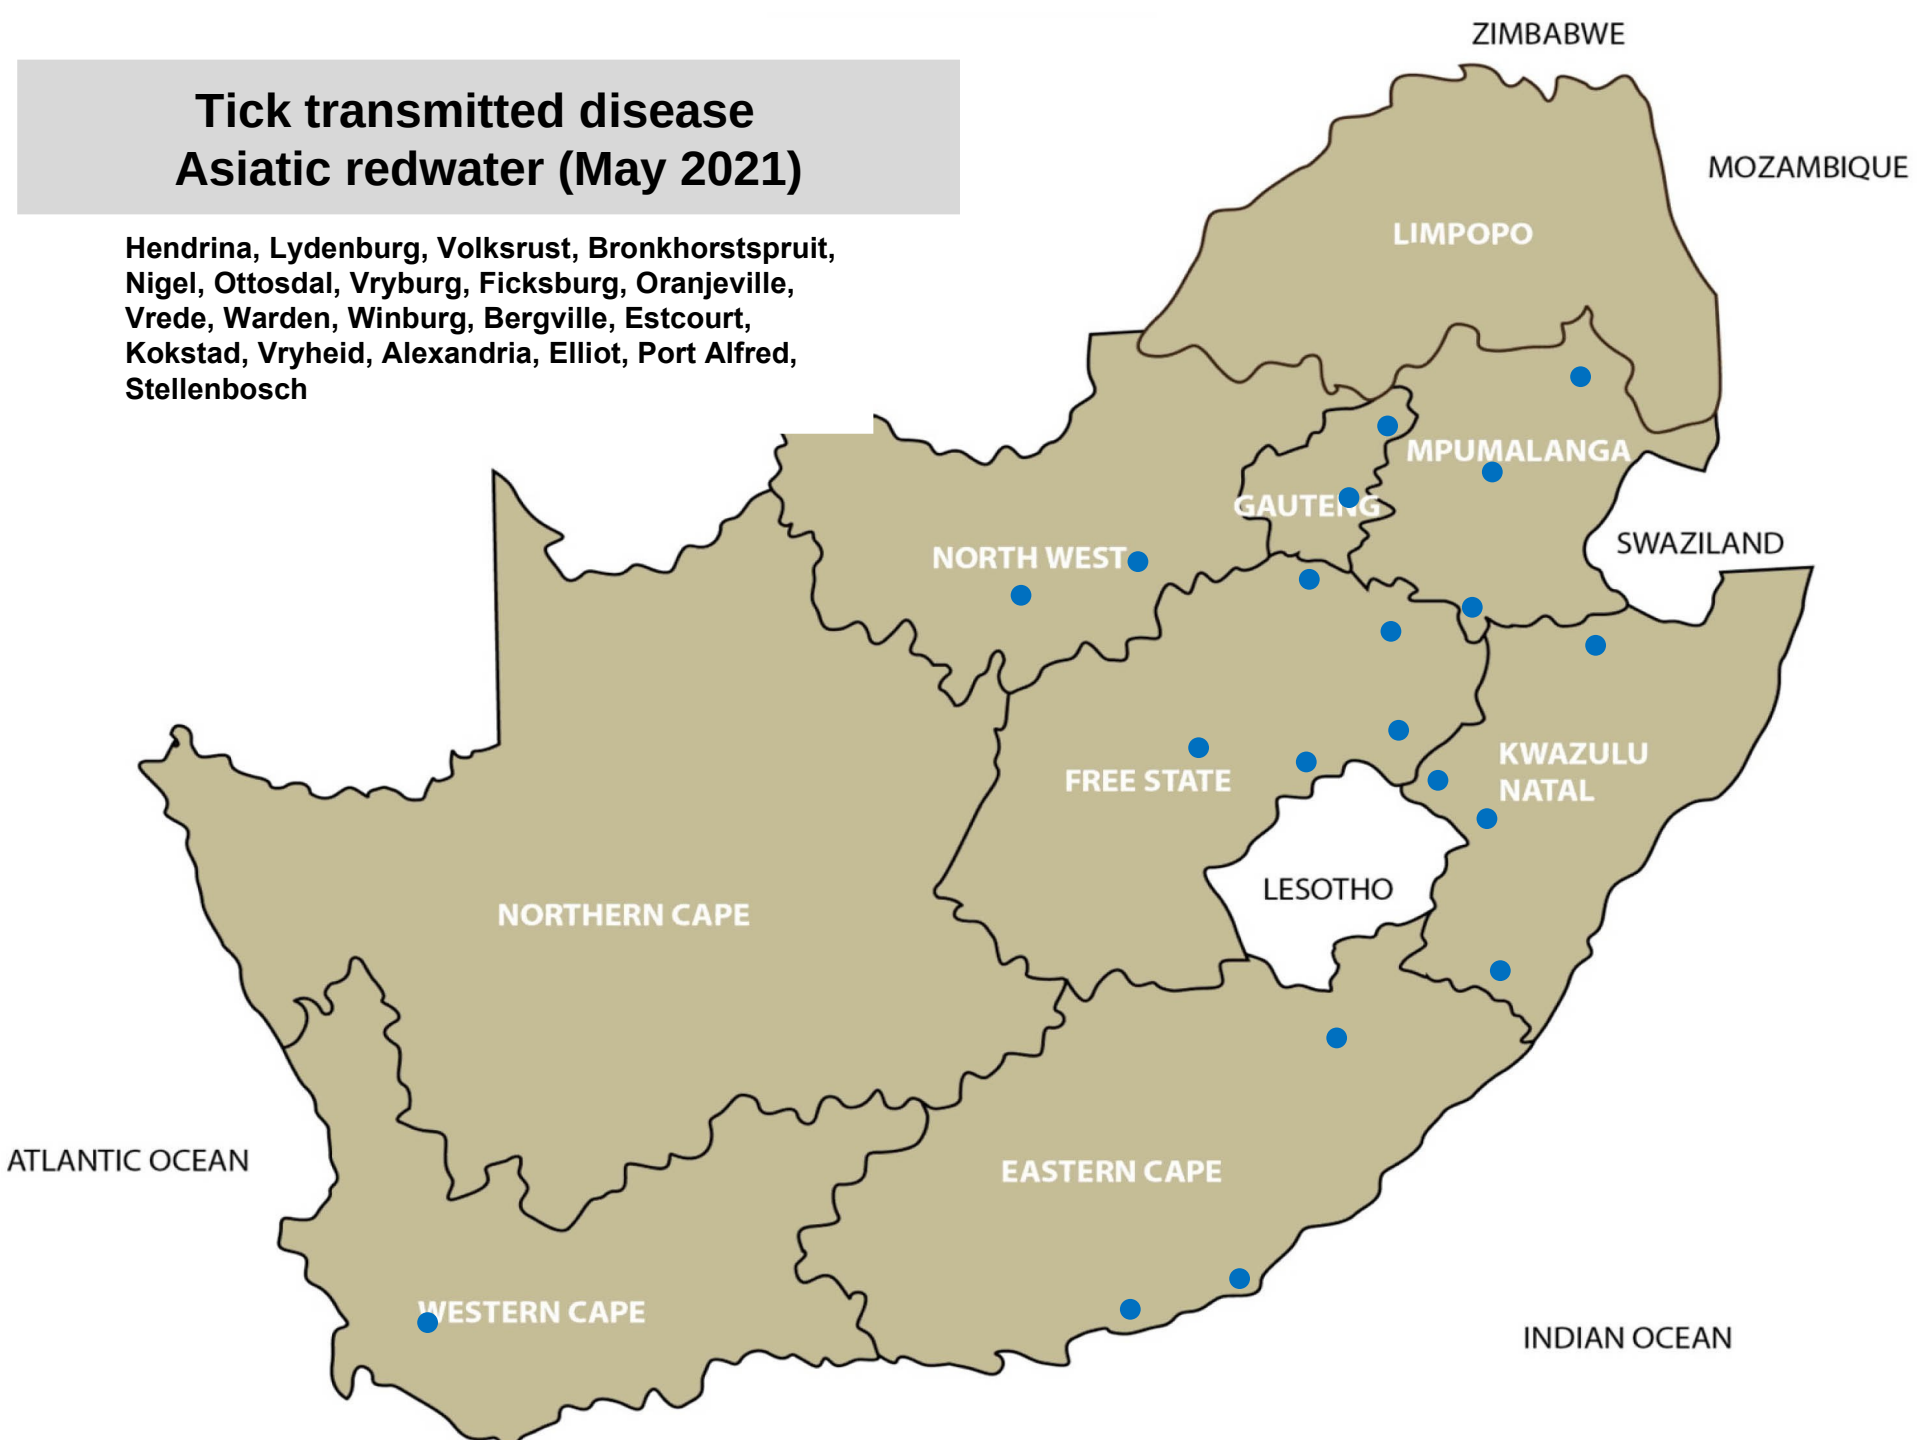 Tick transmitted disease
Asiatic redwater (May 2021)
Hendrina, Lydenburg, Volksrust, Bronkhorstspruit,
Nigel, Ottosdal, Vryburg, Ficksburg, Oranjeville,
Vrede, Warden, Winburg, Bergville, Estcourt,
Kokstad, Vryheid, Alexandria, Elliot, Port Alfred,
Stellenbosch
ZIMBABWE
MOZAMBIQUE
LIMPOPO
MPUMALANGA
GAUTENG
SWAZILAND
NORTH WEST
KWAZULU
NATAL
FREE STATE
LESOTHO
NORTHERN CAPE
ATLANTIC OCEAN
EASTERN CAPE
WESTERN CAPE
INDIAN OCEAN